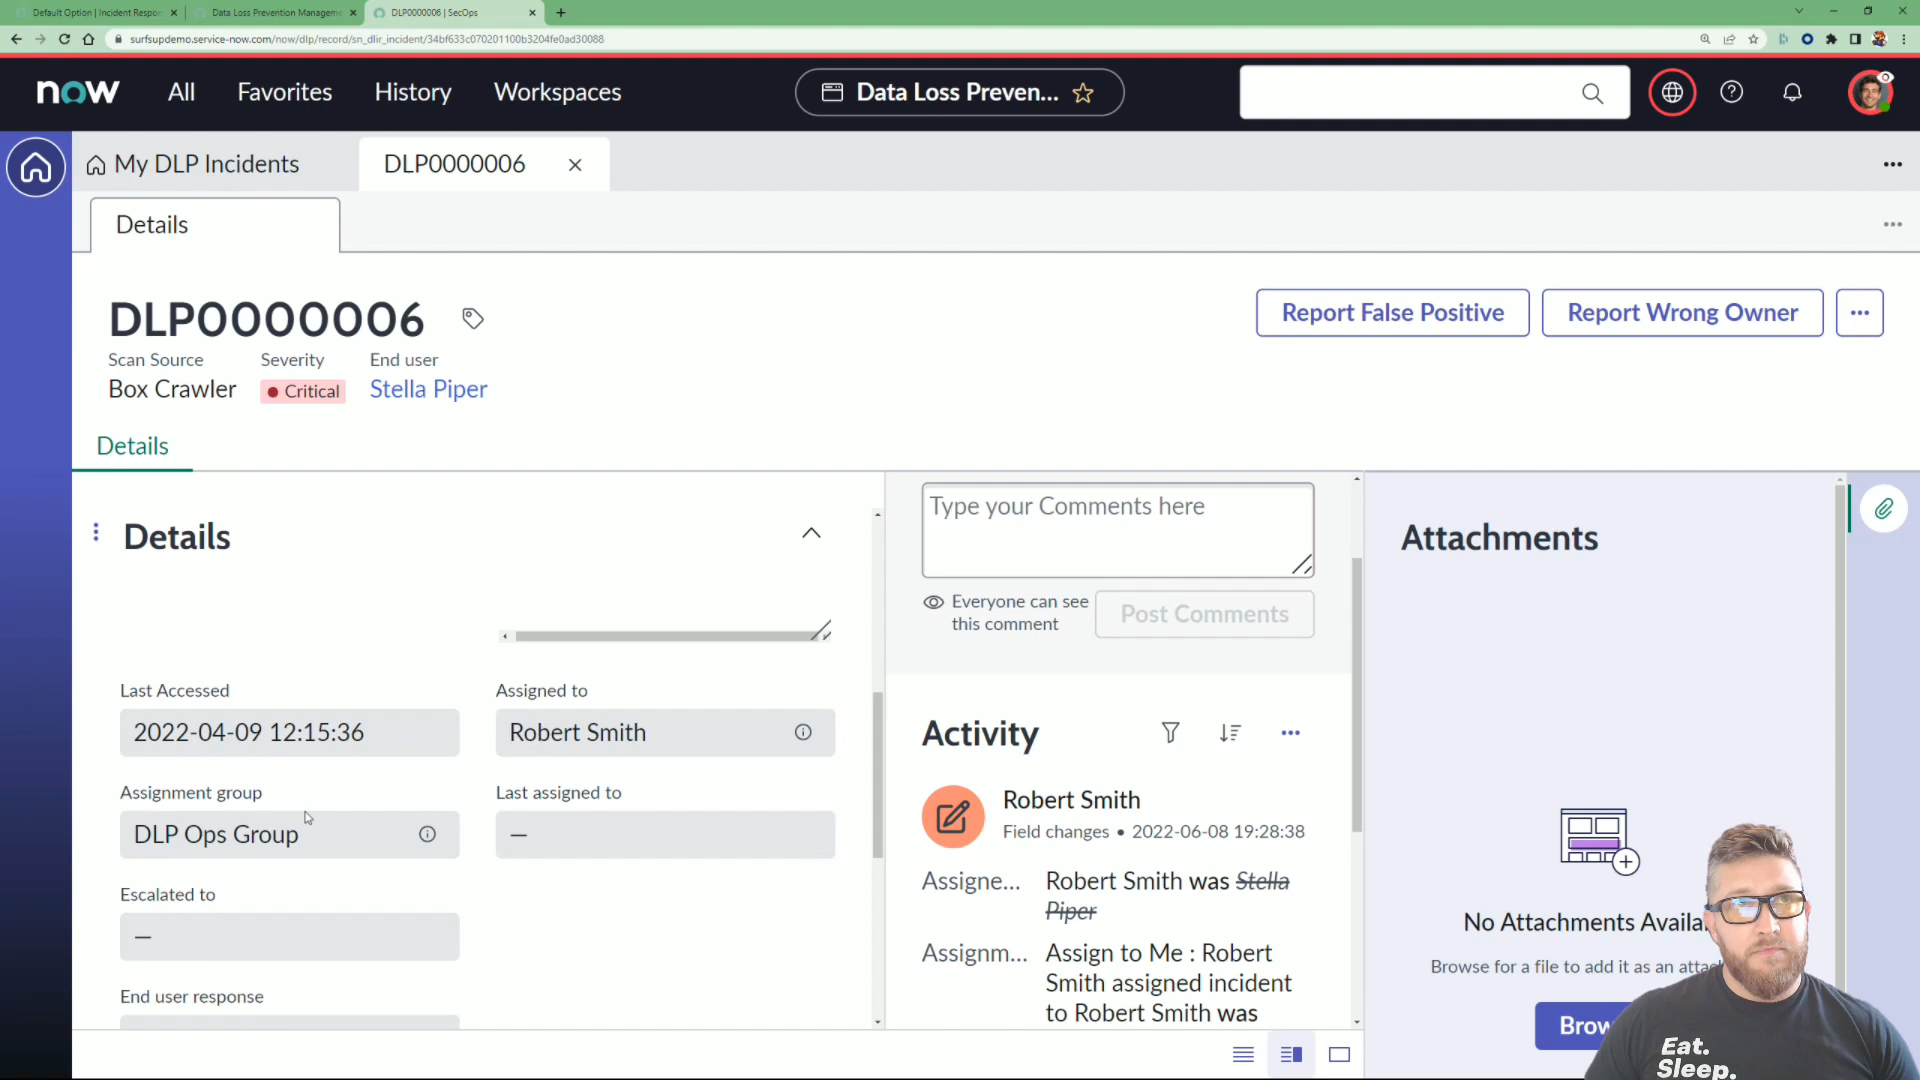 Default Option | Incident Respo
Data Loss Prevention Manageme
DLP0000006 | SecOps
surfsupdemo.service-now.com/now/dlp/record/sn_dlir_incident/34bf633c070201100b3204fe0ad30088
now
All
Favorites
History
Workspaces
Data Loss Preven...
My DLP Incidents
DLP0000006
Details
DLP0000006
Report False Positive
Report Wrong Owner
Scan Source
Severity
End user
Box Crawler
Critical
Stella Piper
Details
Details
Last Accessed
2022-04-09 12:15:36
Assigned to
Robert Smith
Assignment group
DLP Ops Group
Last assigned to
—
Escalated to
—
End user response
Type your Comments here
Everyone can see
this comment
Post Comments
Activity
Robert Smith
Field changes • 2022-06-08 19:28:38
Assigne... Robert Smith was Stella
Piper
Assignm... Assign to Me : Robert
Smith assigned incident
to Robert Smith was
Attachments
No Attachments Availa
Browse for a file to add it as an attac
Brow
Eat.
Sleep.